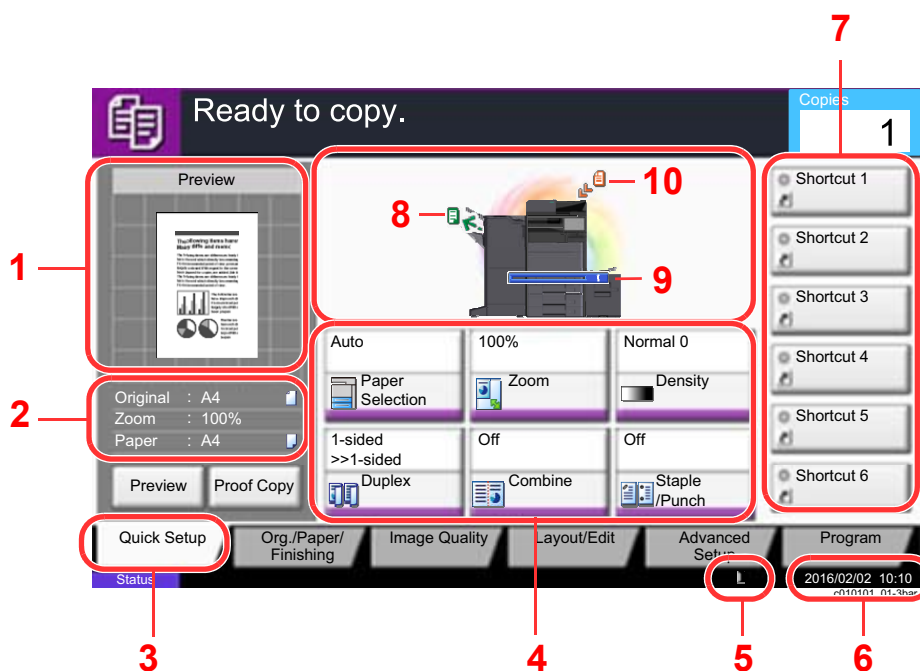 7
Ready to copy.
Copies
1
Preview
1
8
10
9
Shortcut 1
Shortcut 2
Shortcut 3
Shortcut 4
Shortcut 5
Shortcut 6
2
Original : A4
Zoom : 100%
Paper : A4
Preview
Proof Copy
Auto
Paper
Selection
100%
Zoom
Normal 0
Density
1-sided
>>1-sided
Duplex
Off
Combine
Off
Staple
/Punch
Quick Setup
Org./Paper/
Finishing
Image Quality
Layout/Edit
Advanced
Setup
Program
Status
2016/02/02 10:10
3
4
5
6